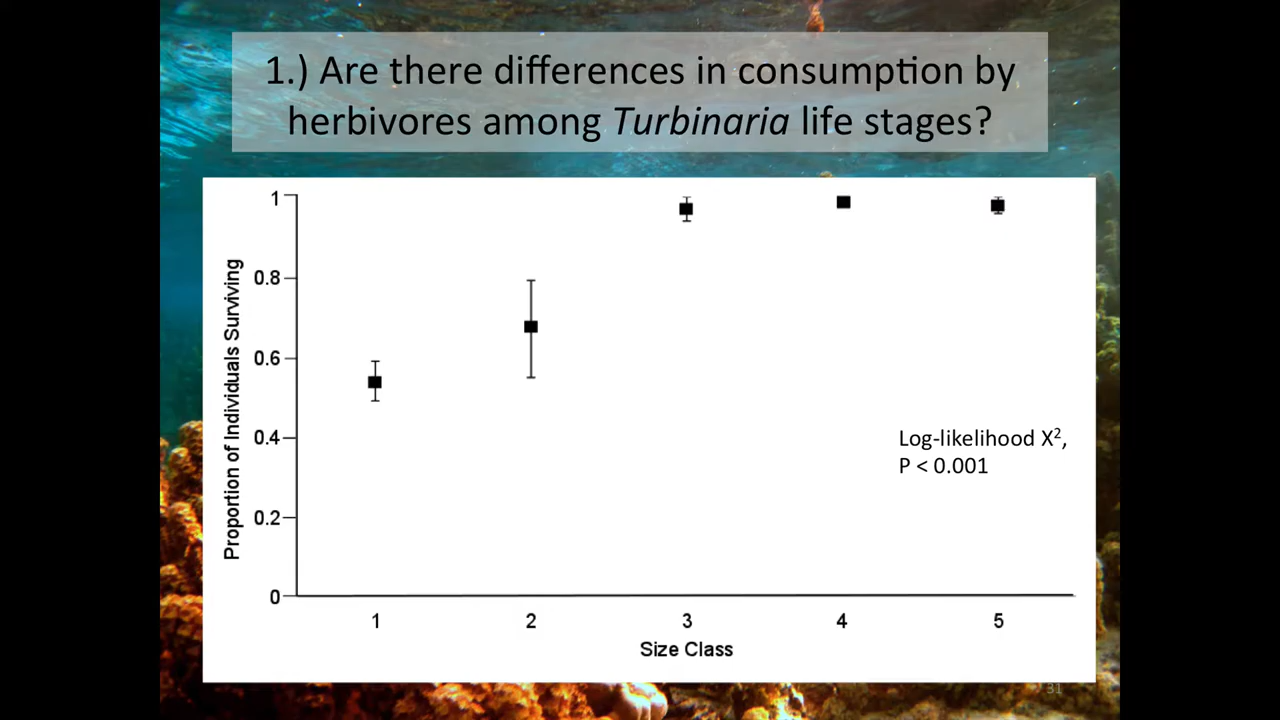 1.) Are there differences in consumption by
herbivores among Turbinaria life stages?
Proportion of Individuals Surviving
1
0.8
0.6
0.4
0.2
0
Log-likelihood X², 
P < 0.001
1 2 3 4 5
Size Class
31